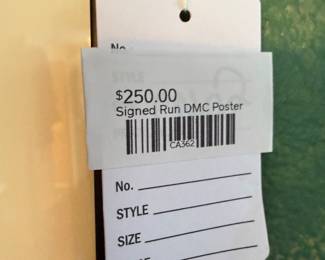 No.
$250.00
Signed Run DMC Poster
CA362
No.
STYLE
SIZE